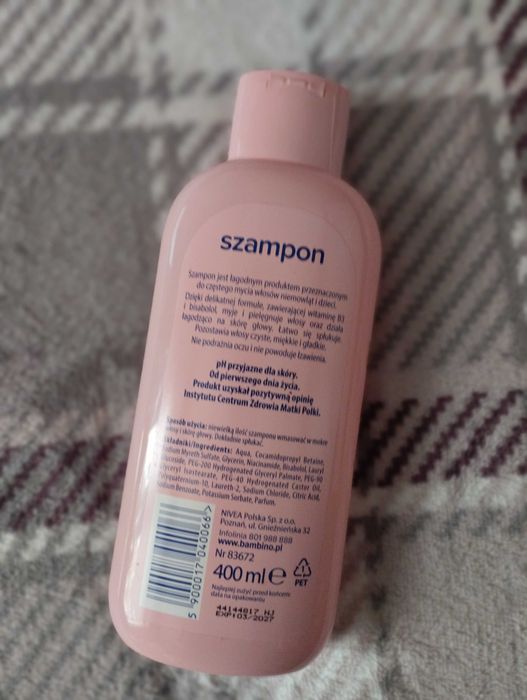 szampon
Szampon jest łagodnym produktem przeznaczonym
do częstego mycia włosów niemowląt i dzieci.
Dzięki delikatnej formule, zawierającej witaminę B3
i bisabolol, myje i pielęgnuje włosy oraz działa
łagodząco na skórę głowy. Łatwo się spłukuje.
Pozostawia włosy czyste, miękkie i gładkie.
Nie podrażnia oczu i nie powoduje łzawienia.
pH przyjazne dla skóry.
Od pierwszego dnia życia.
Produkt uzyskał pozytywną opinię
Instytutu Centrum Zdrowia Matki Polki.
Sposób użycia: niewielką ilość szamponu wmasować w mokre
włosy i skórę głowy. Dokładnie spłukać.
Składniki/Ingredients: Aqua, Cocamidopropyl Betaine,
Sodium Myreth Sulfate, Glycerin, Niacinamide, Bisabolol, Lauryl
Glucoside, PEG-200 Hydrogenated Glyceryl Palmate, PEG-90
Glyceryl Isostearate, PEG-40 Hydrogenated Castor Oil,
Polyquaternium-10, Laureth-2, Sodium Chloride, Citric Acid,
Sodium Benzoate, Potassium Sorbate, Parfum.
NIVEA Polska Sp. z o.o.
Poznań, ul. Gnieźnieńska 32
Infolinia 801 988 888
www.bambino.pl
Nr 83672
400 ml e
1
PET
Najlepiej zużyć przed końcem:
data na opakowaniu
44144817 HJ
EXP:03/2027
5 900017 040066>